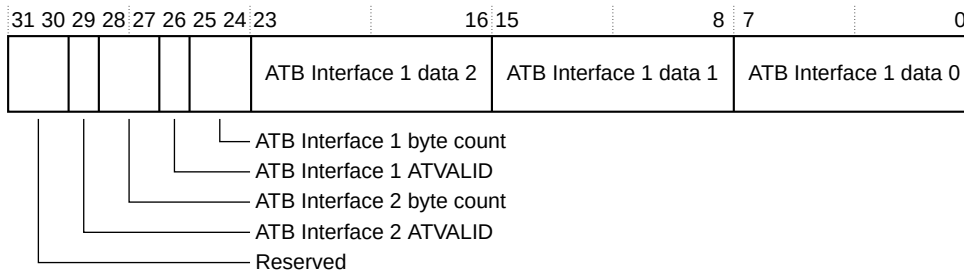 31 30 29 28 27 26 25 24 23 16 15 8 7 0
ATB Interface 1 data 2 ATB Interface 1 data 1 ATB Interface 1 data 0
ATB Interface 1 byte count
ATB Interface 1 ATVALID
ATB Interface 2 byte count
ATB Interface 2 ATVALID
Reserved